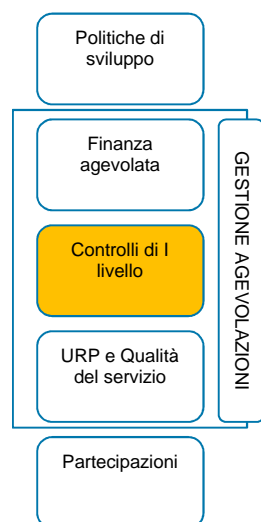 Politiche di
sviluppo
Finanza
agevolata
Controlli di I
livello
URP e Qualità
del servizio
GESTIONE AGEVOLAZIONI
Partecipazioni